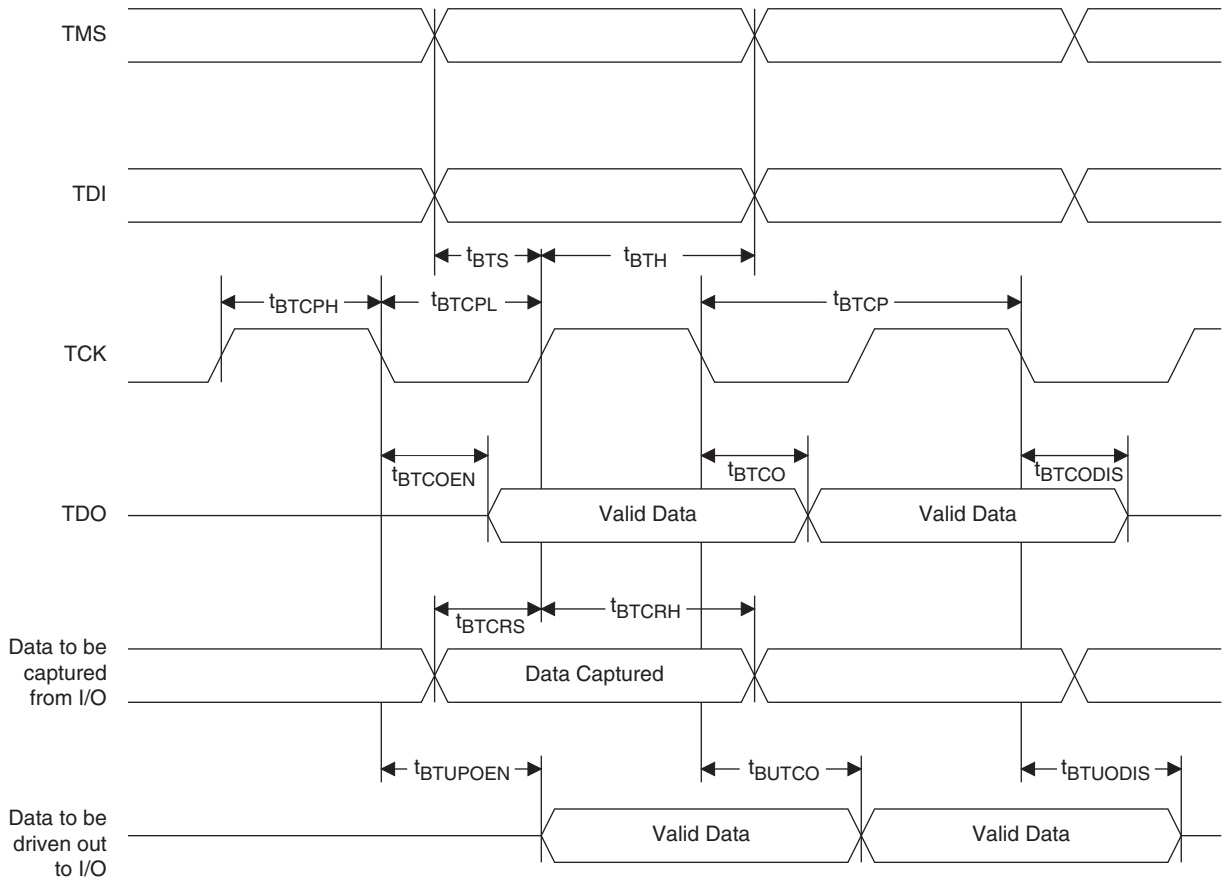 TMS
TDI
tBTS
tBTH
tBTCPH
tBTCPL
tBTCP
TCK
tBTCOEN
tBTCO
tBTCODIS
TDO
Valid Data
Valid Data
tBTCRS
tBTCRH
Data to be
captured
from I/O
Data Captured
tBTUPOEN
tBUTCO
tBTUODIS
Data to be
driven out
to I/O
Valid Data
Valid Data